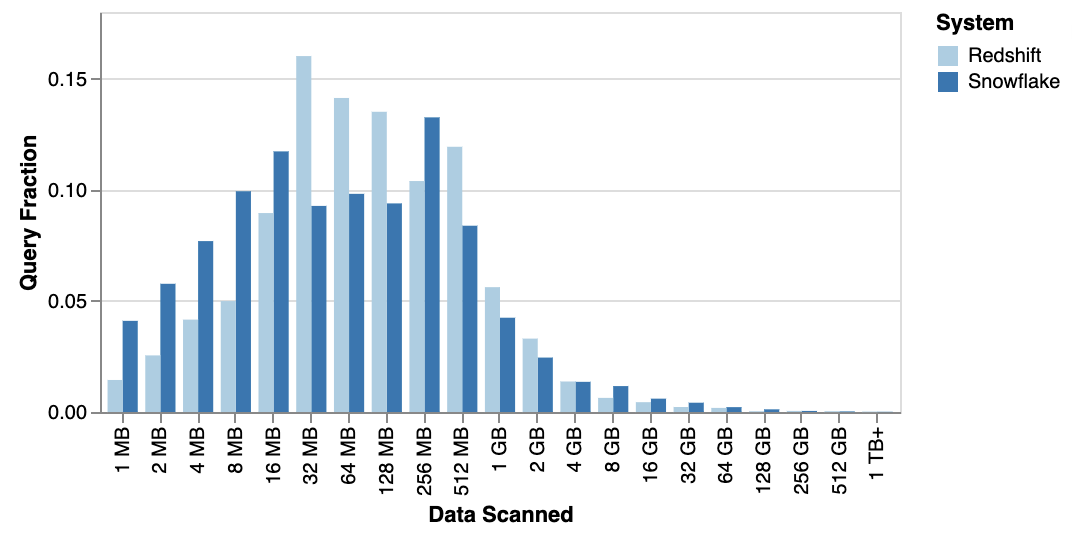 System
Redshift
Snowflake
Query Fraction
0.15
0.10
0.05
0.00
1 MB
2 MB
4 MB
8 MB
16 MB
32 MB
64 MB
128 MB
256 MB
512 MB
1 GB
2 GB
4 GB
8 GB
16 GB
32 GB
64 GB
128 GB
256 GB
512 GB
1 TB+
Data Scanned